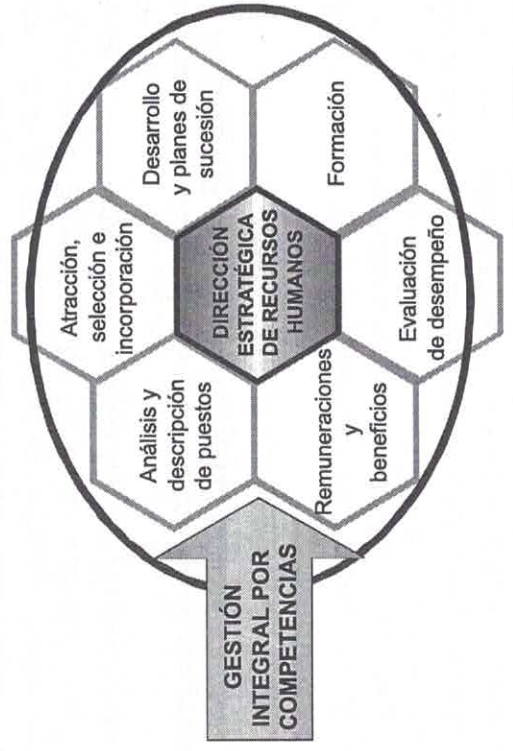 GESTIÓN
INTEGRAL POR
COMPETENCIAS
Análisis y
descripción
de puestos
Atracción,
selección e
incorporación
Desarrollo
y planes de
sucesión
DIRECCIÓN
ESTRATÉGICA
DE RECURSOS
HUMANOS
Remuneraciones
y
beneficios
Evaluación
de desempeño
Formación